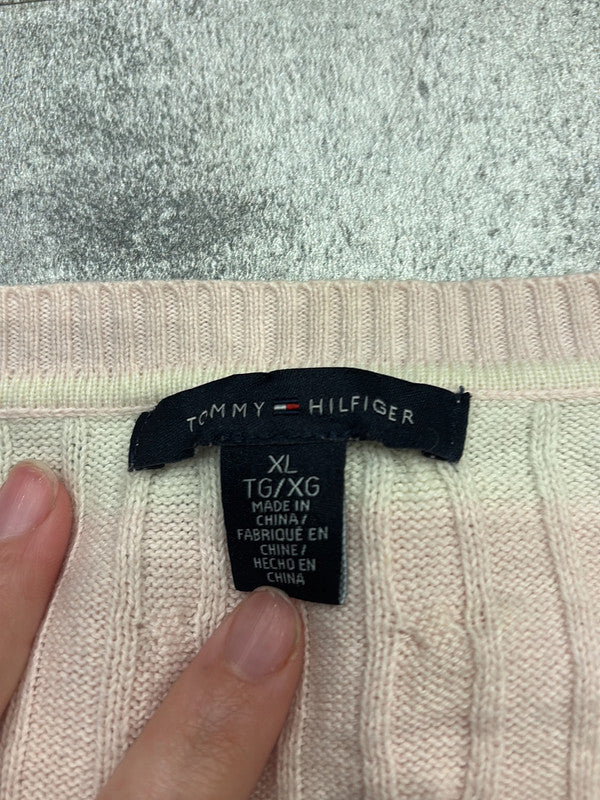 TOMMY HILFIGER
XL
TG/XG
MADE IN
CHINA/
FABRIQUÉ EN
CHINE/
HECHO EN
CHINA